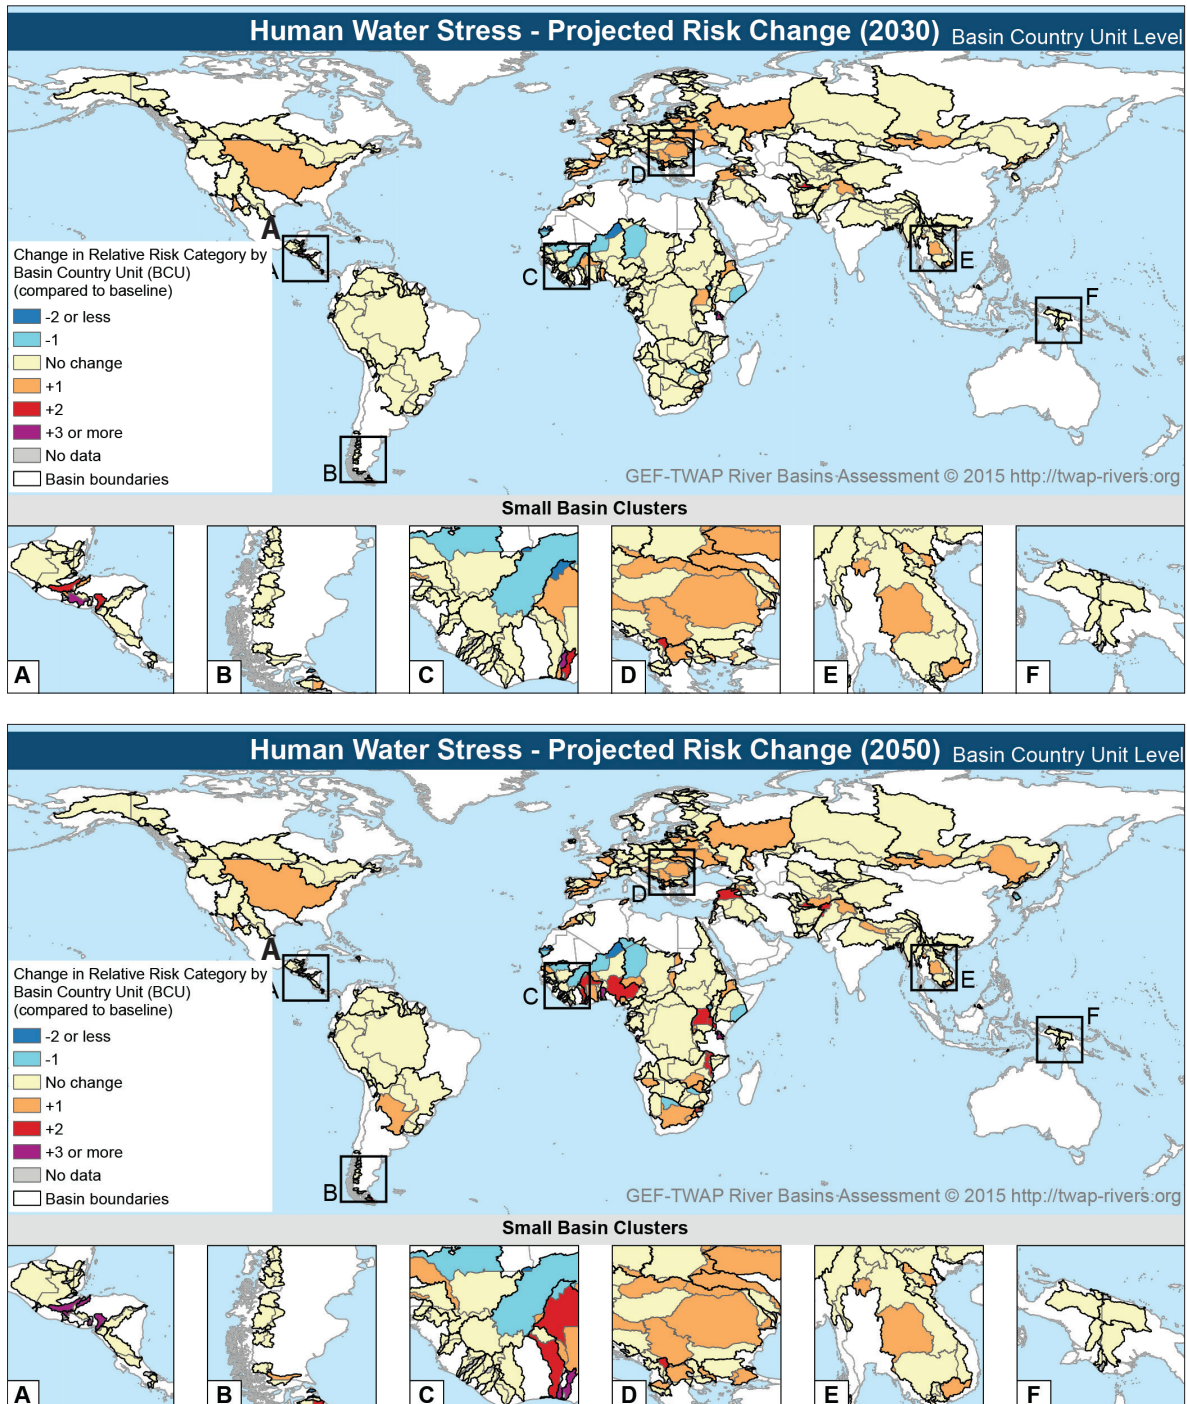 Human Water Stress - Projected Risk Change (2030) Basin Country Unit Level
A
A
Change in Relative Risk Category by
Basin Country Unit (BCU)
(compared to baseline)
-2 or less
-1
No change
+1
+2
+3 or more
No data
Basin boundaries
B
C
D
E
F
GEF-TWAP River Basins Assessment © 2015 http://twap-rivers.org
Small Basin Clusters
A
B
C
D
E
F
Human Water Stress - Projected Risk Change (2050) Basin Country Unit Level
A
A
Change in Relative Risk Category by
Basin Country Unit (BCU)
(compared to baseline)
-2 or less
-1
No change
+1
+2
+3 or more
No data
Basin boundaries
B
C
D
E
F
GEF-TWAP River Basins Assessment © 2015 http://twap-rivers.org
Small Basin Clusters
A
B
C
D
E
F